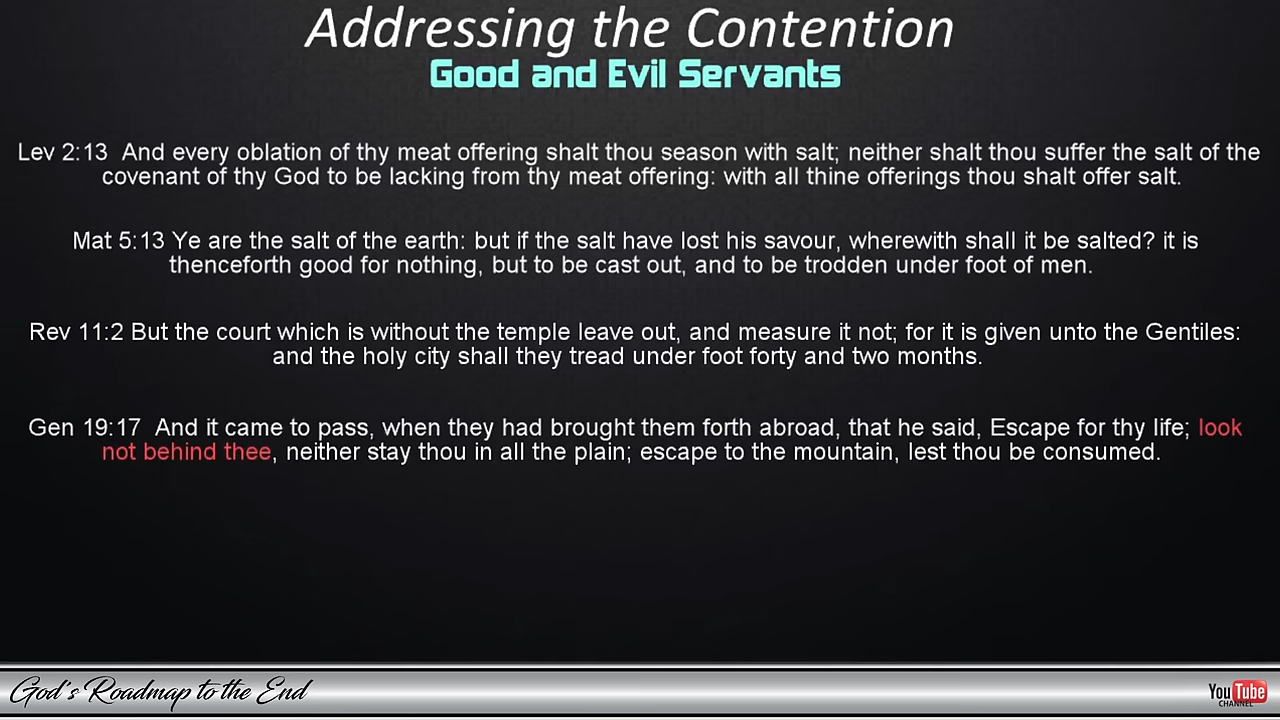 Addressing the Contention
Good and Evil Servants
Lev 2:13  And every oblation of thy meat offering shalt thou season with salt; neither shalt thou suffer the salt of the
covenant of thy God to be lacking from thy meat offering: with all thine offerings thou shalt offer salt.
Mat 5:13 Ye are the salt of the earth: but if the salt have lost his savour, wherewith shall it be salted? it is
thenceforth good for nothing, but to be cast out, and to be trodden under foot of men.
Rev 11:2 But the court which is without the temple leave out, and measure it not; for it is given unto the Gentiles:
and the holy city shall they tread under foot forty and two months.
Gen 19:17  And it came to pass, when they had brought them forth abroad, that he said, Escape for thy life; look
not behind thee, neither stay thou in all the plain; escape to the mountain, lest thou be consumed.
God's Roadmap to the End
YouTube
CHANNEL